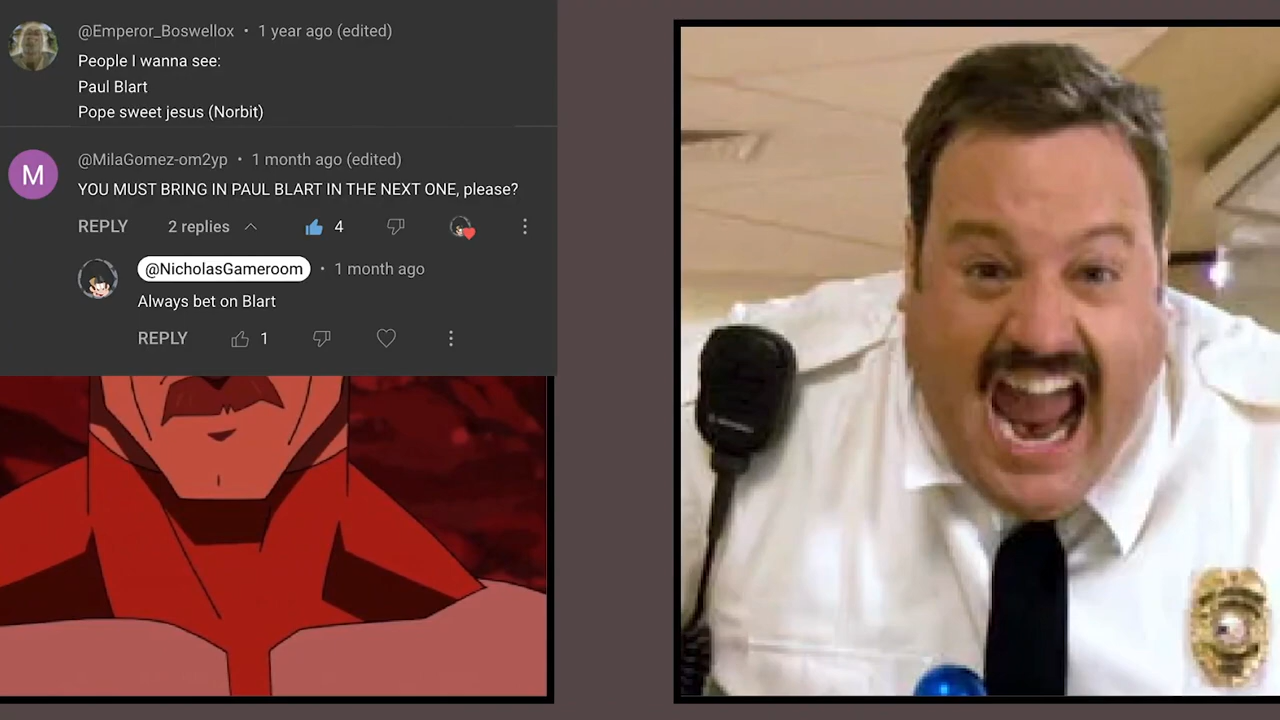 @Emperor_Boswellox • 1 year ago (edited)
People I wanna see:
Paul Blart
Pope sweet jesus (Norbit)
M
@MilaGomez-om2yp • 1 month ago (edited)
YOU MUST BRING IN PAUL BLART IN THE NEXT ONE, please?
REPLY 2 replies 4
@NicholasGameroom • 1 month ago
Always bet on Blart
REPLY 1